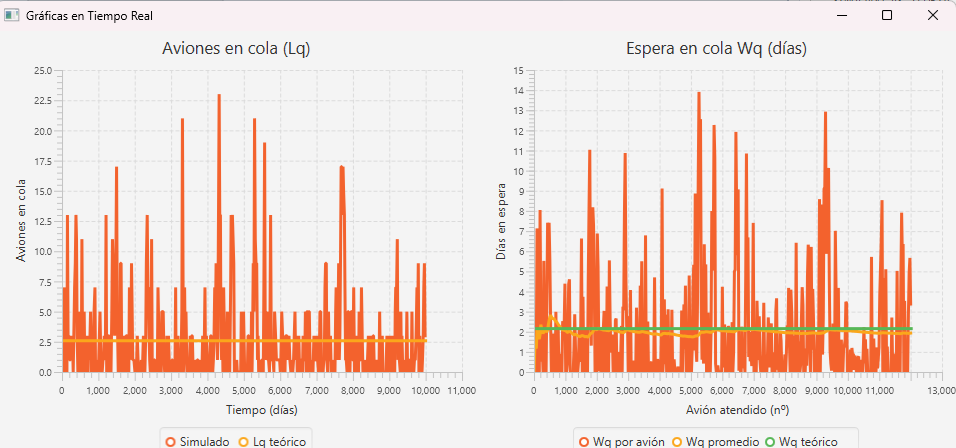 Gráficas en Tiempo Real
Aviones en cola (Lq)
25.0
22.5
20.0
17.5
15.0
12.5
10.0
7.5
5.0
2.5
0.0
Aviones en cola
0 1,000 2,000 3,000 4,000 5,000 6,000 7,000 8,000 9,000 10,000 11,000
Tiempo (días)
Simulado Lq teórico
Espera en cola Wq (días)
15
14
13
12
11
10
9
8
7
6
5
4
3
2
1
0
Días en espera
0 1,000 2,000 3,000 4,000 5,000 6,000 7,000 8,000 9,000 10,000 11,000 13,000
Avión atendido (nº)
Wq por avión Wq promedio Wq teórico